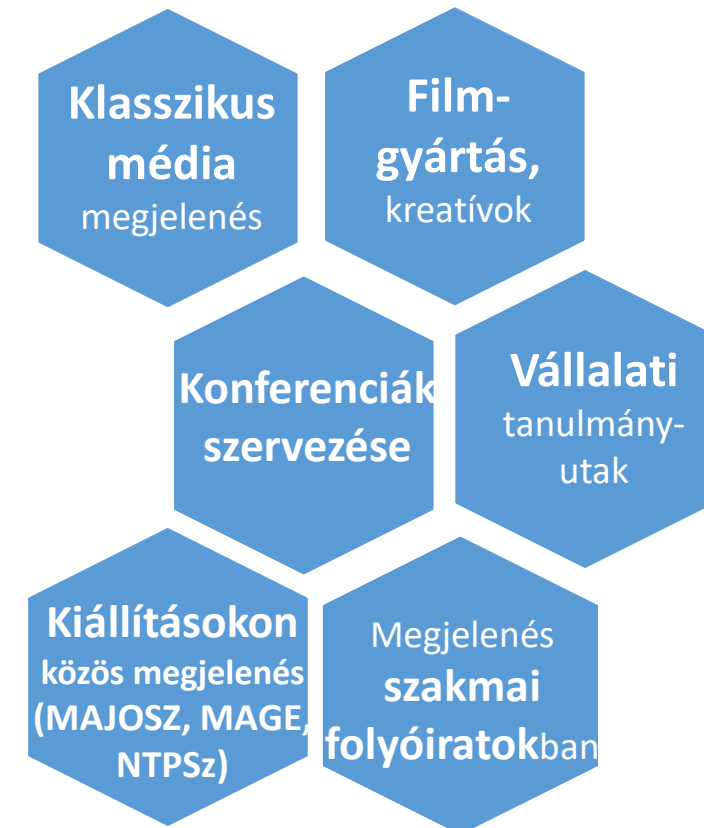 Klasszikus
média
megjelenés
Film-
gyártás,
kreatívok
Konferenciák
szervezése
Vállalati
tanulmány-
utak
Kiállításokon
közös megjelenés
(MAJOSZ, MAGE,
NTPSz)
Megjelenés
szakmai
folyóiratokban